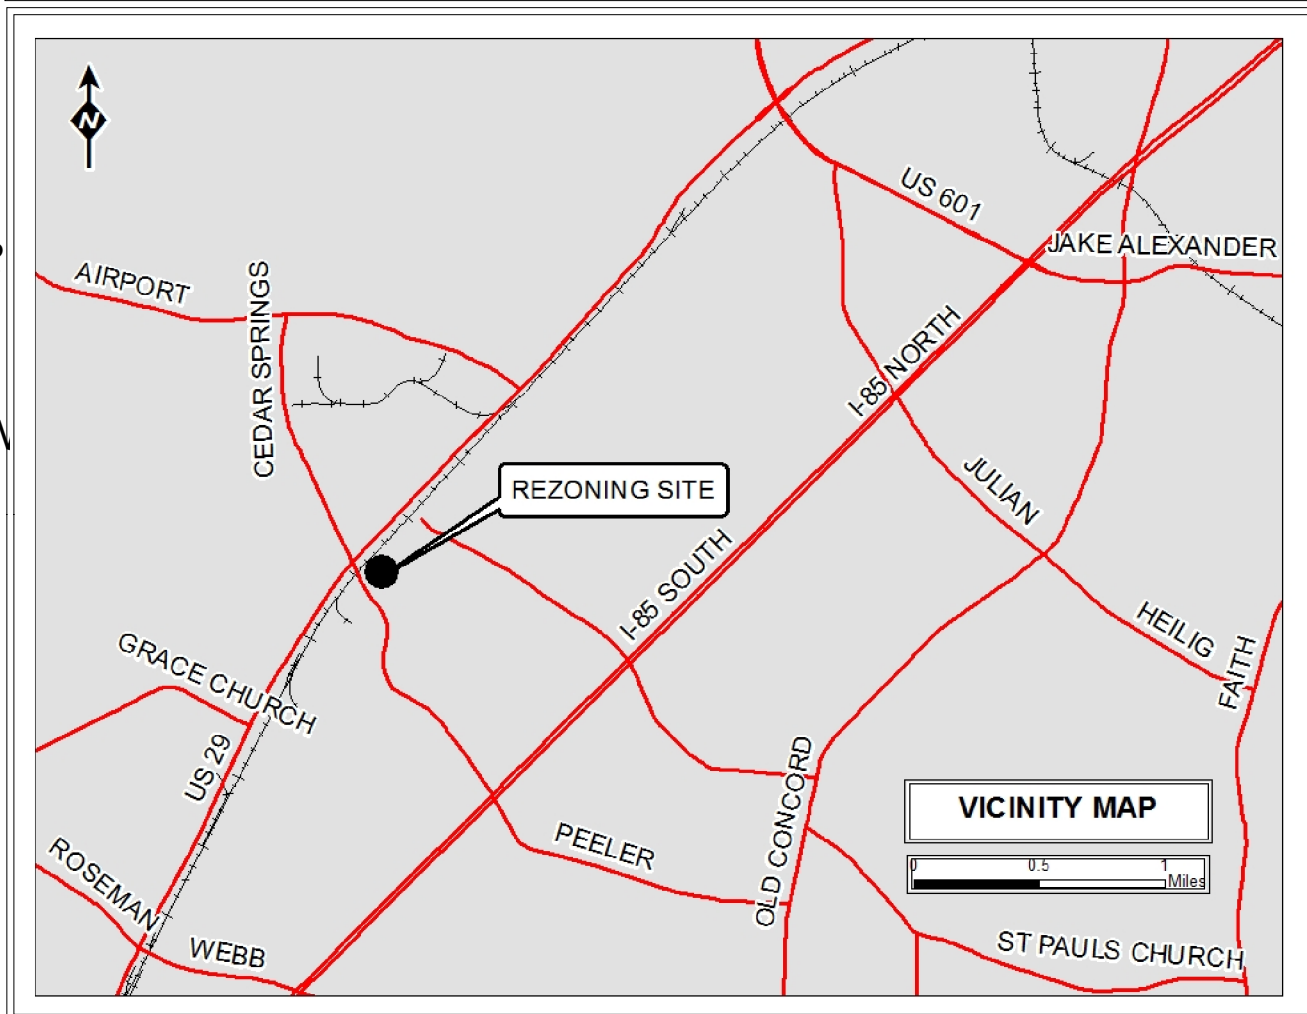 N
US 601
JAKE ALEXANDER
AIRPORT
CEDAR SPRINGS
I-85 NORTH
REZONING SITE
JULIAN
I-85 SOUTH
HEILIG
FAITH
GRACE CHURCH
US 29
OLD CONCORD
VICINITY MAP
0 0.5 1
Miles
PEELER
ROSEMAN
WEBB
ST PAULS CHURCH